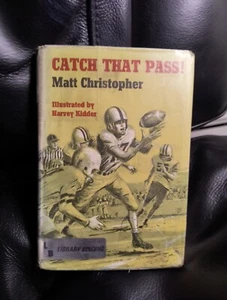 CATCH THAT PASS!
Matt Christopher
Illustrated by
Harvey Kidder
L
B
LIBRARY BINDING